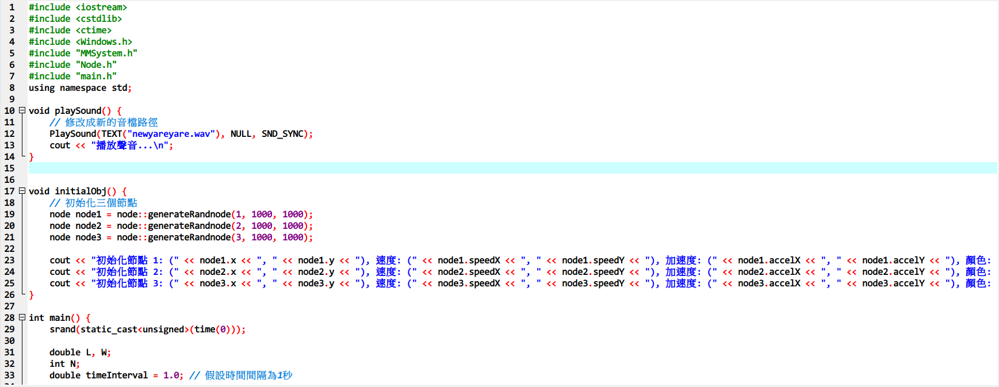 1 #include <iostream>
2 #include <cstdlib>
3 #include <ctime>
4 #include <Windows.h>
5 #include "MMSystem.h"
6 #include "Node.h"
7 #include "main.h"
8 using namespace std;
9
10 void playSound() {
11 // 修改成新的音檔路徑
12 PlaySound(TEXT("newyareyare.wav"), NULL, SND_SYNC);
13 cout << "播放聲音...\n";
14 }
15
16
17 void initialObj() {
18 // 初始化三個節點
19 node node1 = node::generateRandnode(1, 1000, 1000);
20 node node2 = node::generateRandnode(2, 1000, 1000);
21 node node3 = node::generateRandnode(3, 1000, 1000);
22
23 cout << "初始化節點 1: (" << node1.x << ", " << node1.y << "), 速度: (" << node1.speedX << ", " << node1.speedY << "), 加速度: (" << node1.accelX << ", " << node1.accelY << "), 顏色:
24 cout << "初始化節點 2: (" << node2.x << ", " << node2.y << "), 速度: (" << node2.speedX << ", " << node2.speedY << "), 加速度: (" << node2.accelX << ", " << node2.accelY << "), 顏色:
25 cout << "初始化節點 3: (" << node3.x << ", " << node3.y << "), 速度: (" << node3.speedX << ", " << node3.speedY << "), 加速度: (" << node3.accelX << ", " << node3.accelY << "), 顏色:
26 }
27
28 int main() {
29 srand(static_cast<unsigned>(time(0)));
30
31 double L, W;
32 int N;
33 double timeInterval = 1.0; // 假設時間間隔為1秒